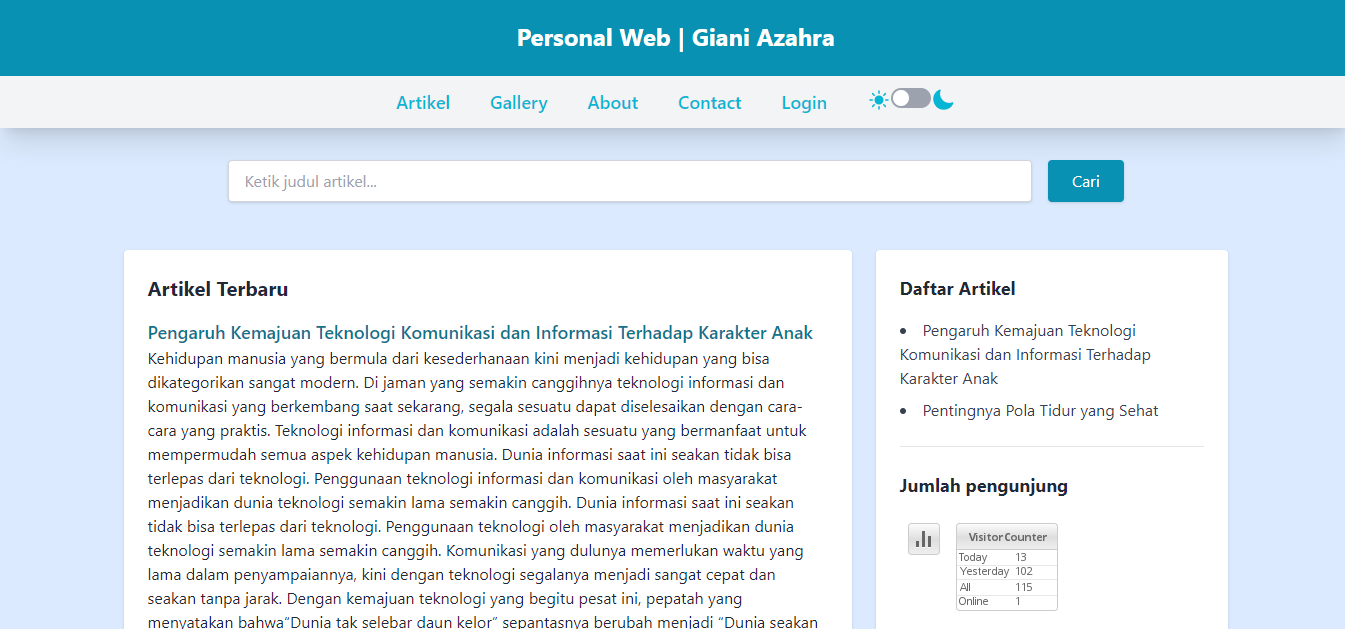 Personal Web | Giani Azahra
Artikel Gallery About Contact Login
Ketik judul artikel...
Cari
Artikel Terbaru
Pengaruh Kemajuan Teknologi Komunikasi dan Informasi Terhadap Karakter Anak
Kehidupan manusia yang bermula dari kesederhanaan kini menjadi kehidupan yang bisa
dikategorikan sangat modern. Di jaman yang semakin canggihnya teknologi informasi dan
komunikasi yang berkembang saat sekarang, segala sesuatu dapat diselesaikan dengan cara-
cara yang praktis. Teknologi informasi dan komunikasi adalah sesuatu yang bermanfaat untuk
mempermudah semua aspek kehidupan manusia. Dunia informasi saat ini seakan tidak bisa
terlepas dari teknologi. Penggunaan teknologi informasi dan komunikasi oleh masyarakat
menjadikan dunia teknologi semakin lama semakin canggih. Dunia informasi saat ini seakan
tidak bisa terlepas dari teknologi. Penggunaan teknologi oleh masyarakat menjadikan dunia
teknologi semakin lama semakin canggih. Komunikasi yang dulunya memerlukan waktu yang
lama dalam penyampaiannya, kini dengan teknologi segalanya menjadi sangat cepat dan
seakan tanpa jarak. Dengan kemajuan teknologi yang begitu pesat ini, pepatah yang
menyatakan bahwa“Dunia tak selebar daun kelor” sepantasnya berubah menjadi “Dunia seakan
Daftar Artikel
• Pengaruh Kemajuan Teknologi
Komunikasi dan Informasi Terhadap
Karakter Anak
• Pentingnya Pola Tidur yang Sehat
Jumlah pengunjung
Visitor Counter
Today 13
Yesterday 102
All 115
Online 1